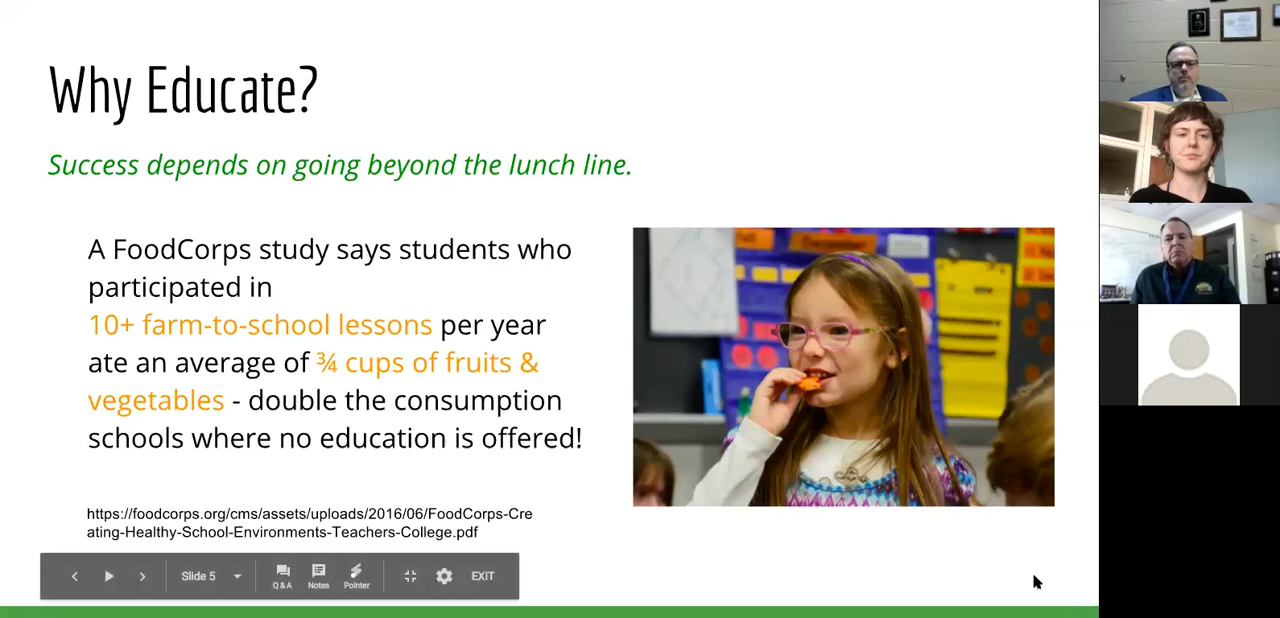 Why Educate?
Success depends on going beyond the lunch line.
A FoodCorps study says students who
participated in
10+ farm-to-school lessons per year
ate an average of ¾ cups of fruits &
vegetables - double the consumption
schools where no education is offered!
https://foodcorps.org/cms/assets/uploads/2016/06/FoodCorps-Cre
ating-Healthy-School-Environments-Teachers-College.pdf
Slide 5
Q & A
Notes
Pointer
EXIT